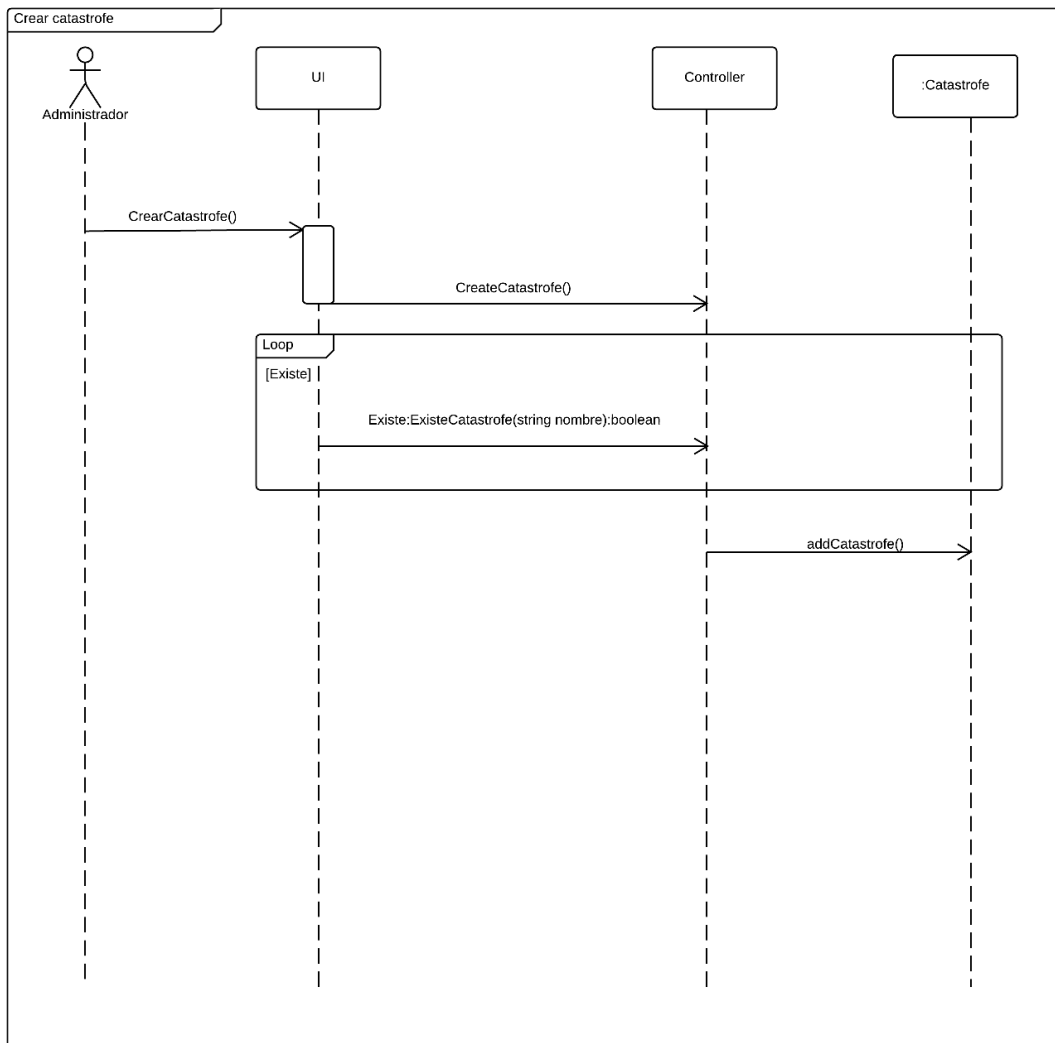 Crear catastrofe
UI
Controller
:Catastrofe
Administrador
CrearCatastrofe()
CreateCatastrofe()
Loop
[Existe]
Existe:ExisteCatastrofe(string nombre):boolean
addCatastrofe()